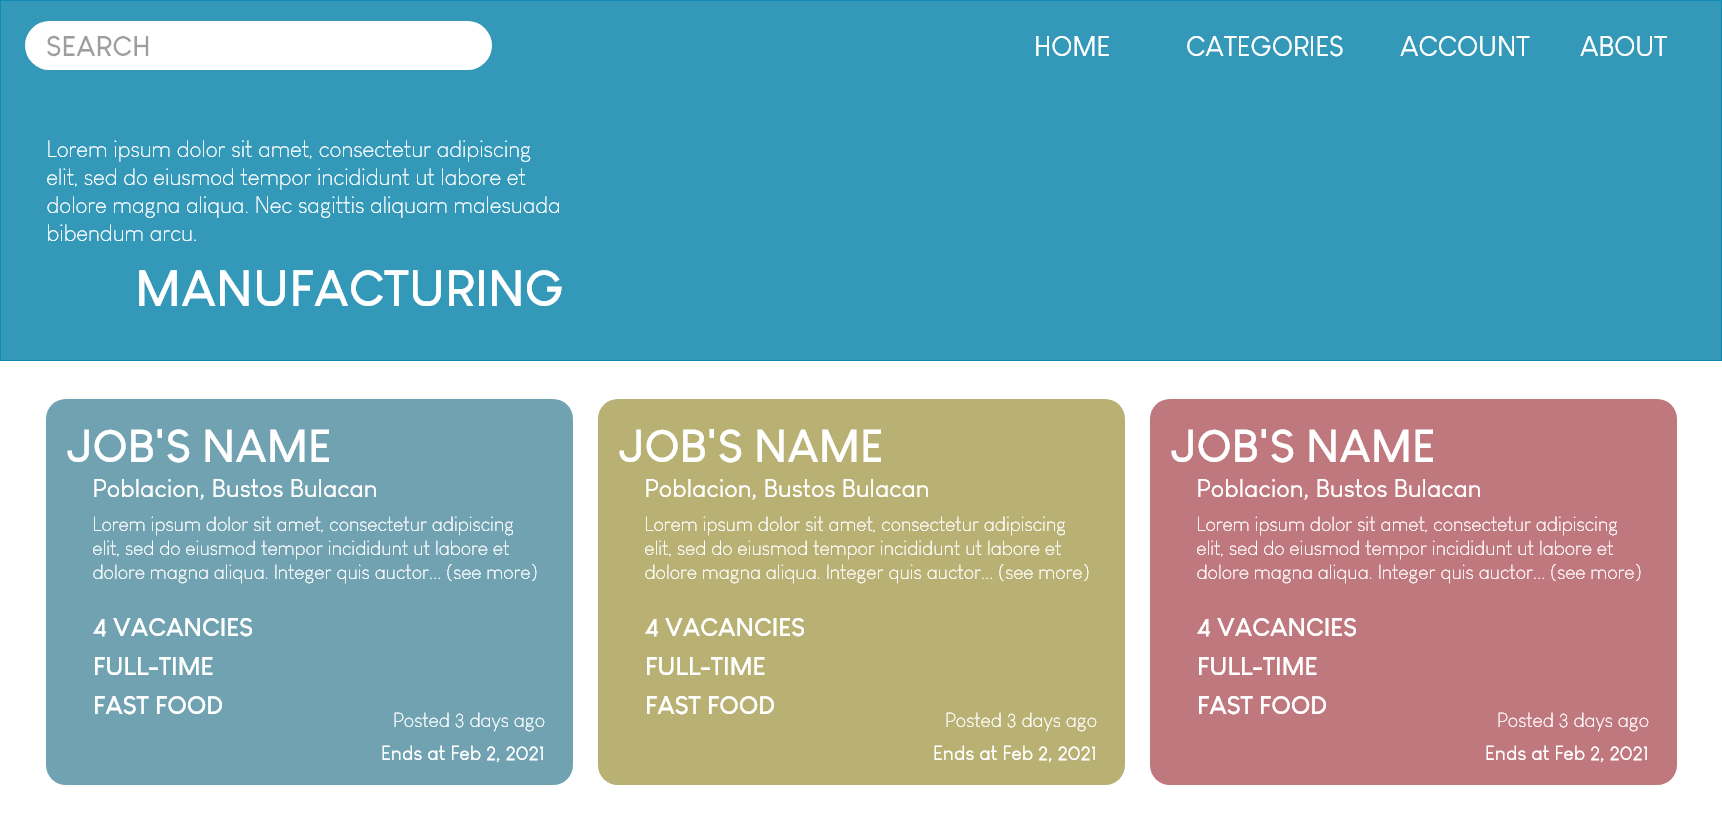 SEARCH
HOME
CATEGORIES
ACCOUNT
ABOUT
Lorem ipsum dolor sit amet, consectetur adipiscing
elit, sed do eiusmod tempor incididunt ut labore et
dolore magna aliqua. Nec sagittis aliquam malesuada
bibendum arcu.
MANUFACTURING
JOB'S NAME
Poblacion, Bustos Bulacan
Lorem ipsum dolor sit amet, consectetur adipiscing
elit, sed do eiusmod tempor incididunt ut labore et
dolore magna aliqua. Integer quis auctor... (see more)
4 VACANCIES
FULL-TIME
FAST FOOD
Posted 3 days ago
Ends at Feb 2, 2021
JOB'S NAME
Poblacion, Bustos Bulacan
Lorem ipsum dolor sit amet, consectetur adipiscing
elit, sed do eiusmod tempor incididunt ut labore et
dolore magna aliqua. Integer quis auctor... (see more)
4 VACANCIES
FULL-TIME
FAST FOOD
Posted 3 days ago
Ends at Feb 2, 2021
JOB'S NAME
Poblacion, Bustos Bulacan
Lorem ipsum dolor sit amet, consectetur adipiscing
elit, sed do eiusmod tempor incididunt ut labore et
dolore magna aliqua. Integer quis auctor... (see more)
4 VACANCIES
FULL-TIME
FAST FOOD
Posted 3 days ago
Ends at Feb 2, 2021